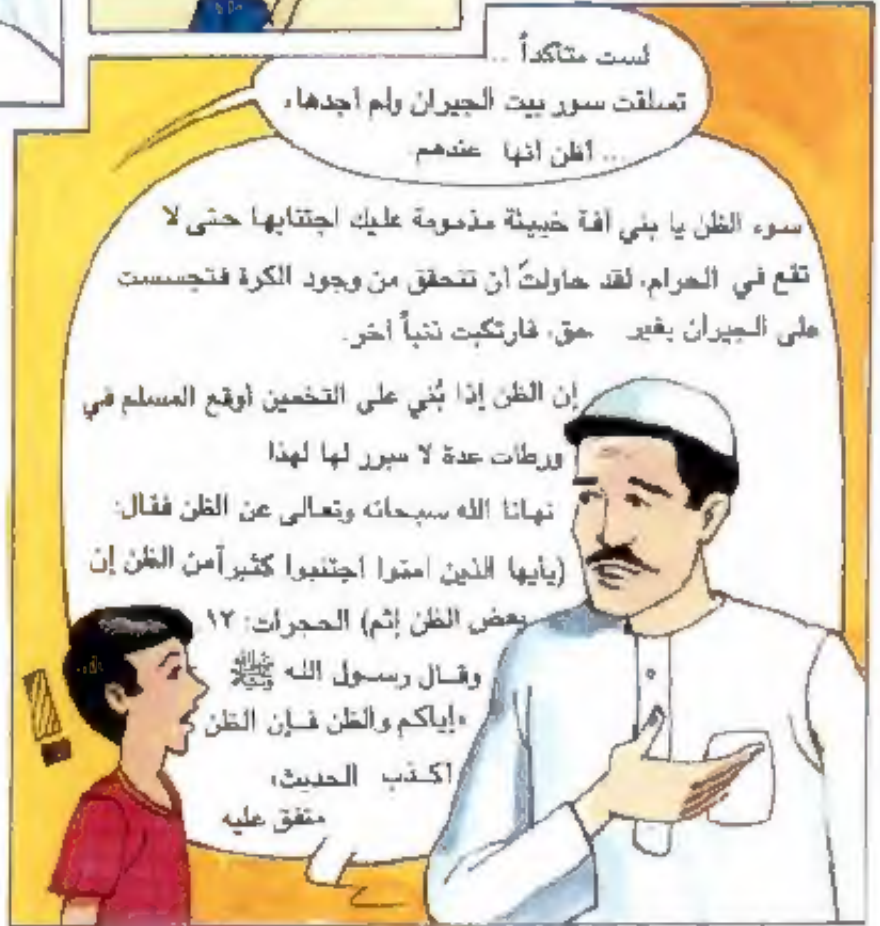 لست متأكداً ...
تسلقت سور بيت الجيران ولم أجدها،
... أظن أنها عندهم.
سوء الظن يا بني آفة خبيثة مذمومة عليك اجتنابها حتى لا
تقع في الحرام، لقد حاولتَ أن تتحقق من وجود الكرة فتجسست
على الجيران بغير حق، فارتكبت ذنباً آخر.
إن الظن إذا بُني على التخمين أوقع المسلم في
ورطات عدة لا مبرر لها لهذا
نهانا الله سبحانه وتعالى عن الظن فقال:
(يأيها الذين امنوا اجتنبوا كثيراً من الظن إن
بعض الظن إثم) الحجرات: ١٢
وقال رسول الله ﷺ
«إياكم والظن فإن الظن
أكذب الحديث»
متفق عليه